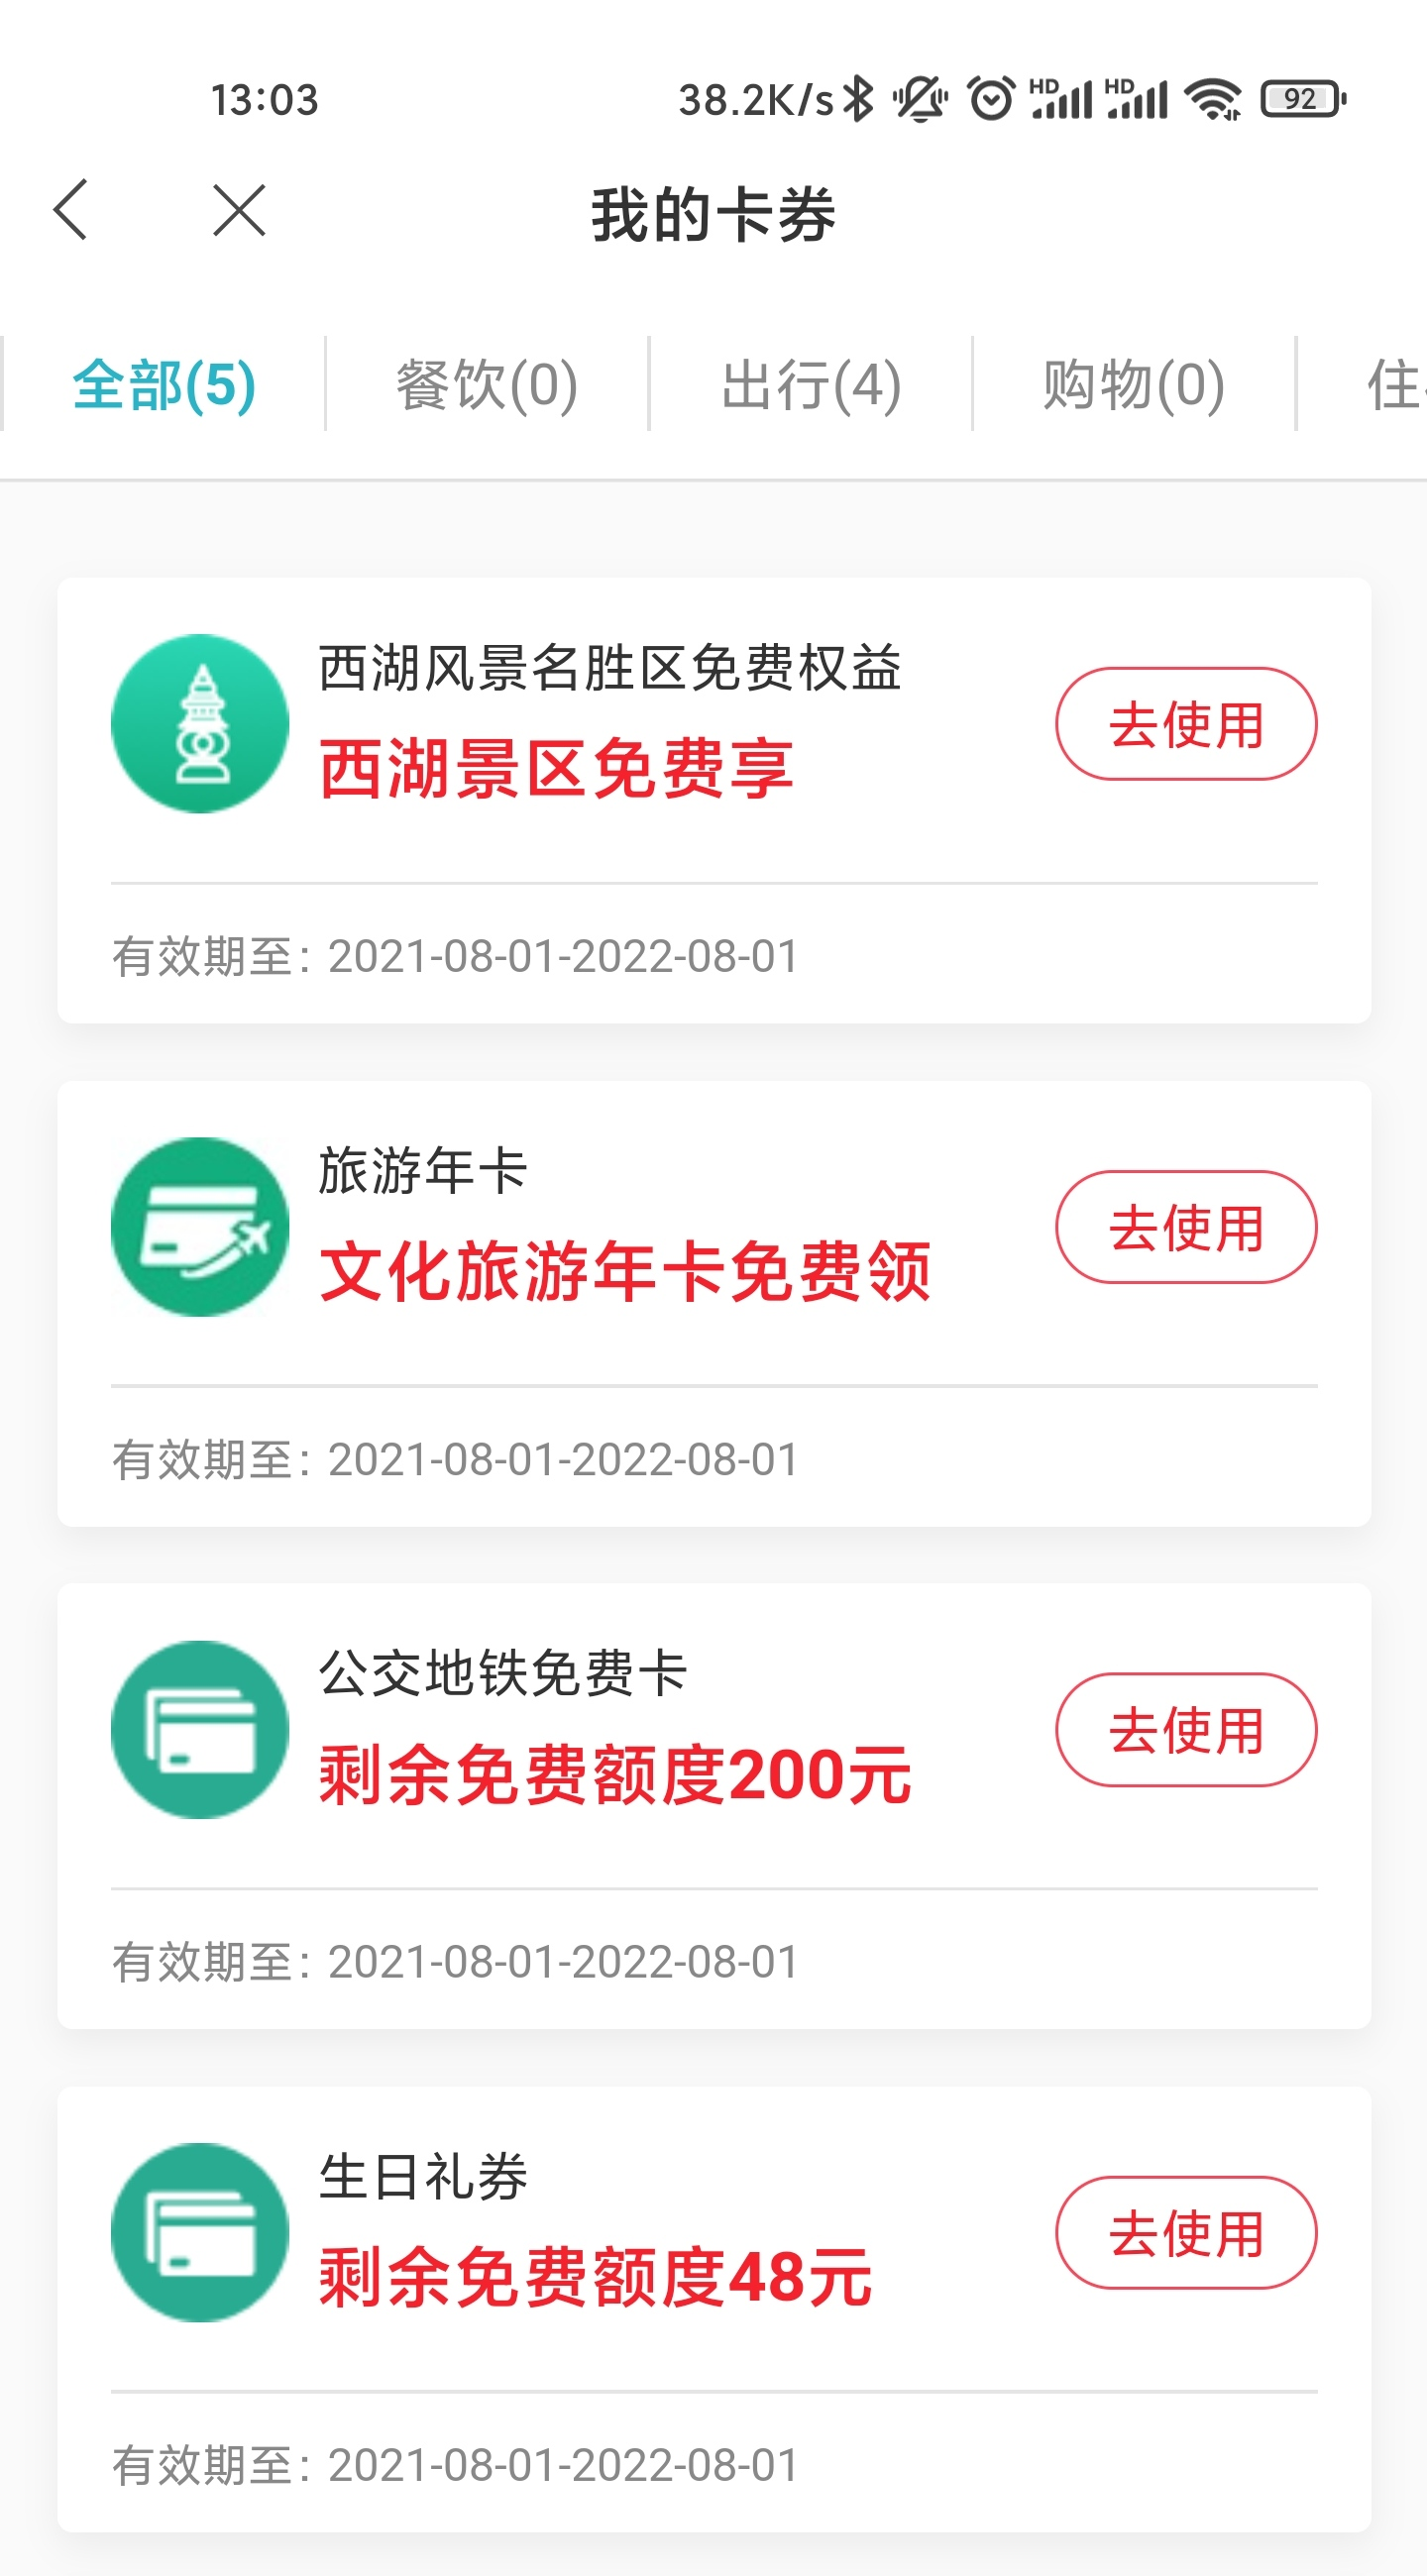 13:03
38.2K/s
HD
HD
92
我的卡券
全部(5)
餐饮(0)
出行(4)
购物(0)
住
西湖风景名胜区免费权益
西湖景区免费享
去使用
有效期至: 2021-08-01-2022-08-01
旅游年卡
文化旅游年卡免费领
去使用
有效期至: 2021-08-01-2022-08-01
公交地铁免费卡
剩余免费额度200元
去使用
有效期至: 2021-08-01-2022-08-01
生日礼券
剩余免费额度48元
去使用
有效期至: 2021-08-01-2022-08-01